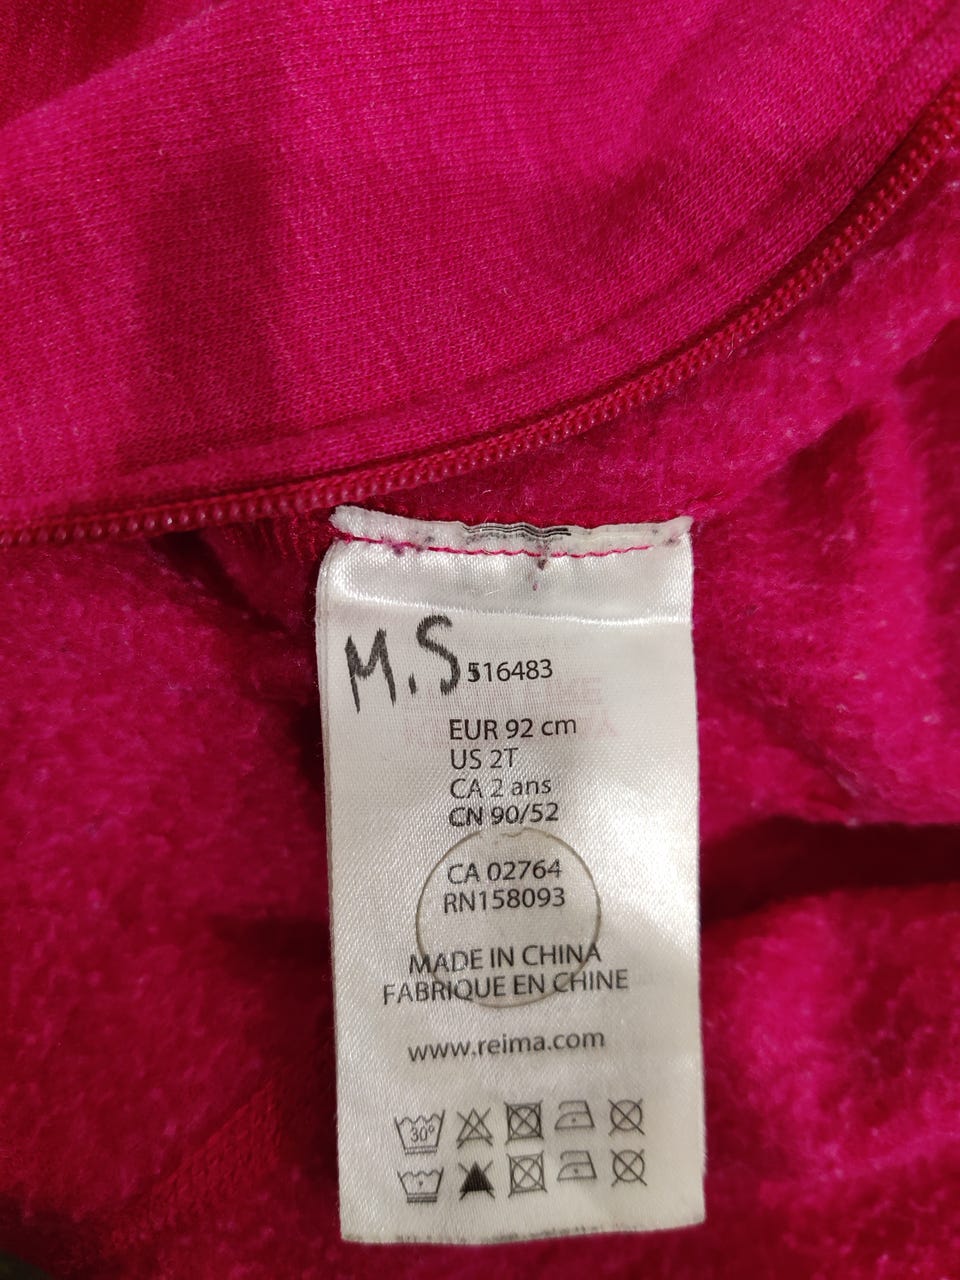 M.S
516483
EUR 92 cm
US 2T
CA 2 ans
CN 90/52
CA 02764
RN158093
MADE IN CHINA
FABRIQUE EN CHINE
www.reima.com
30°